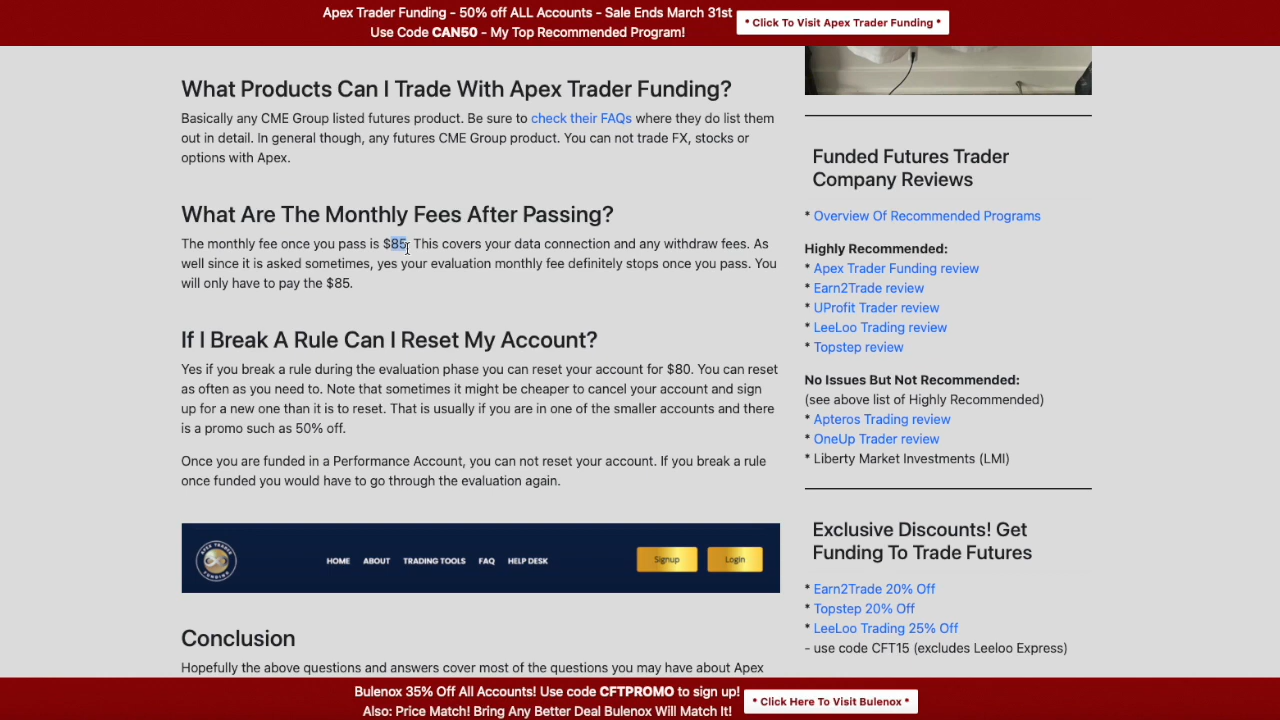 Apex Trader Funding - 50% off ALL Accounts - Sale Ends March 31st
Use Code CAN50 - My Top Recommended Program!
* Click To Visit Apex Trader Funding *
What Products Can I Trade With Apex Trader Funding?
Basically any CME Group listed futures product. Be sure to check their FAQs where they do list them
out in detail. In general though, any futures CME Group product. You can not trade FX, stocks or
options with Apex.
What Are The Monthly Fees After Passing?
The monthly fee once you pass is $85. This covers your data connection and any withdraw fees. As
well since it is asked sometimes, yes your evaluation monthly fee definitely stops once you pass. You
will only have to pay the $85.
If I Break A Rule Can I Reset My Account?
Yes if you break a rule during the evaluation phase you can reset your account for $80. You can reset
as often as you need to. Note that sometimes it might be cheaper to cancel your account and sign
up for a new one than it is to reset. That is usually if you are in one of the smaller accounts and there
is a promo such as 50% off.
Once you are funded in a Performance Account, you can not reset your account. If you break a rule
once funded you would have to go through the evaluation again.
APEX TRADER
FUNDING
HOME ABOUT TRADING TOOLS FAQ HELP DESK
Signup
Login
Conclusion
Hopefully the above questions and answers cover most of the questions you may have about Apex
Funded Futures Trader
Company Reviews
* Overview Of Recommended Programs
Highly Recommended:
* Apex Trader Funding review
* Earn2Trade review
* UProfit Trader review
* LeeLoo Trading review
* Topstep review
No Issues But Not Recommended:
(see above list of Highly Recommended)
* Apteros Trading review
* OneUp Trader review
* Liberty Market Investments (LMI)
Exclusive Discounts! Get
Funding To Trade Futures
* Earn2Trade 20% Off
* Topstep 20% Off
* LeeLoo Trading 25% Off
- use code CFT15 (excludes Leeloo Express)
Bulenox 35% Off All Accounts! Use code CFTPROMO to sign up!
Also: Price Match! Bring Any Better Deal Bulenox Will Match It!
* Click Here To Visit Bulenox *